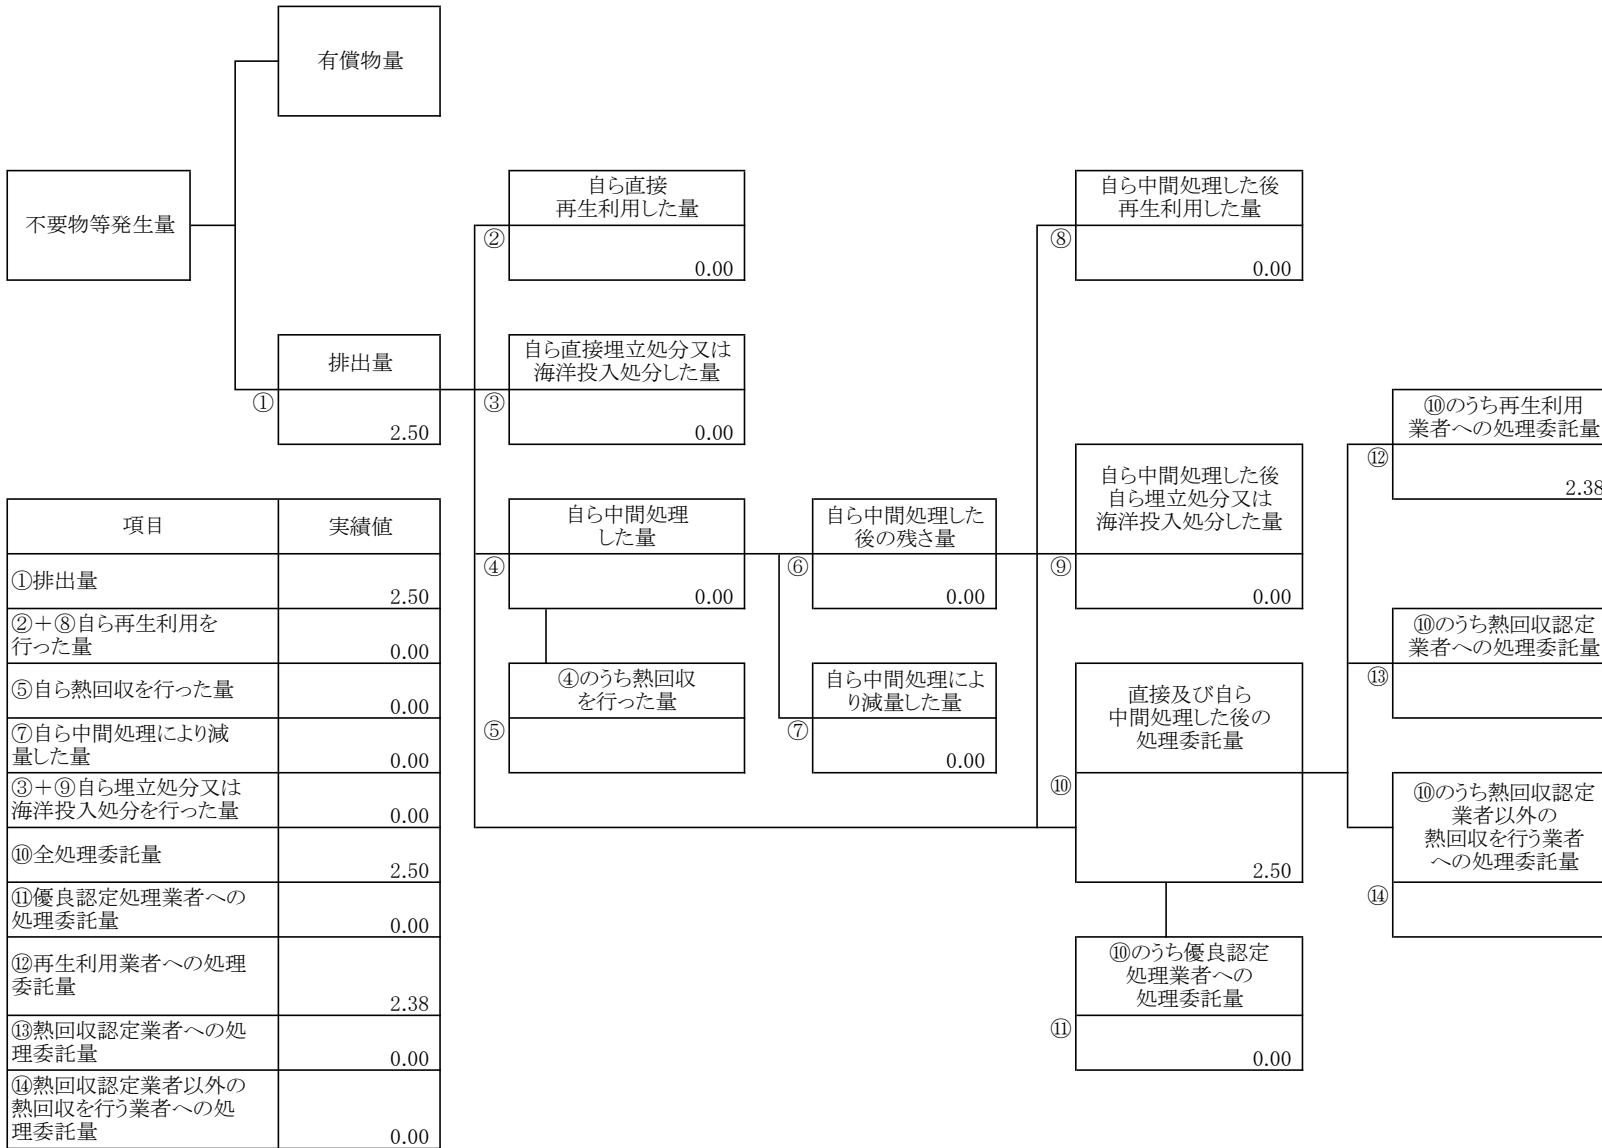 有償物量
不要物等発生量
自ら直接
再生利用した量
②
0.00
自ら中間処理した後
再生利用した量
⑧
0.00
排出量
①
2.50
自ら直接埋立処分又は
海洋投入処分した量
③
0.00
⑩のうち再生利用
業者への処理委託量
⑫
2.38
自ら中間処理
した量
④
0.00
自ら中間処理した
後の残さ量
⑥
0.00
自ら中間処理した後
自ら埋立処分又は
海洋投入処分した量
⑨
0.00
⑩のうち熱回収認定
業者への処理委託量
⑬
④のうち熱回収
を行った量
⑤
自ら中間処理によ
り減量した量
⑦
0.00
直接及び自ら
中間処理した後の
処理委託量
⑩
2.50
⑩のうち熱回収認定
業者以外の
熱回収を行う業者
への処理委託量
⑭
⑩のうち優良認定
処理業者への
処理委託量
⑪
0.00
項目 実績値
①排出量
2.50
②+⑧自ら再生利用を
行った量 0.00
⑤自ら熱回収を行った量
0.00
⑦自ら中間処理により減
量した量 0.00
③+⑨自ら埋立処分又は
海洋投入処分を行った量 0.00
⑩全処理委託量
2.50
⑪優良認定処理業者への
処理委託量 0.00
⑫再生利用業者への処理
委託量
2.38
⑬熱回収認定業者への処
理委託量 0.00
⑭熱回収認定業者以外の
熱回収を行う業者への処
理委託量 0.00